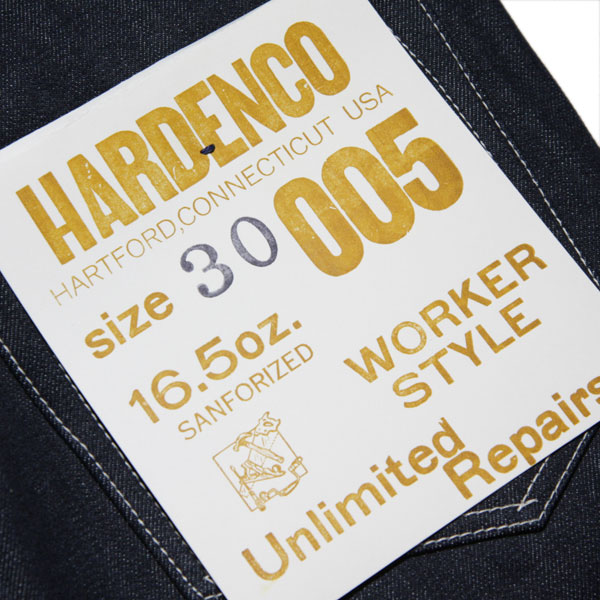 HARDENCO
HARTFORD,CONNECTICUT USA
size 30 005
16.5oz.
SANFORIZED
WORKER
STYLE
Unlimited
Repairs